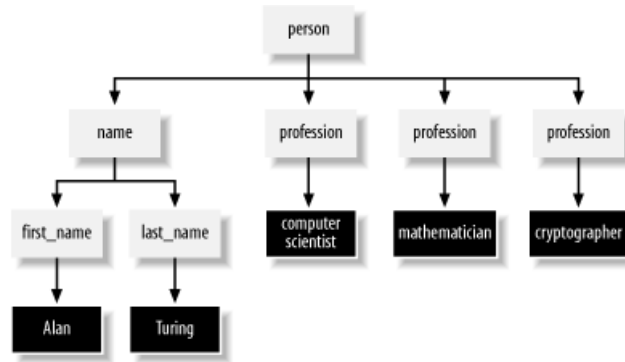 person
name
profession
profession
profession
first_name
last_name
computer
scientist
mathematician
cryptographer
Alan
Turing